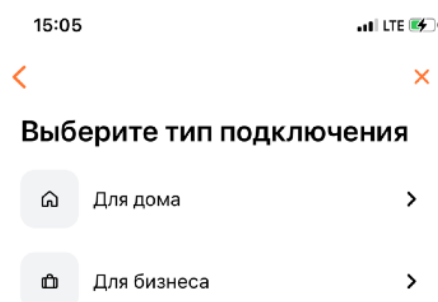 15:05 LTE
Выберите тип подключения
Для дома
Для бизнеса